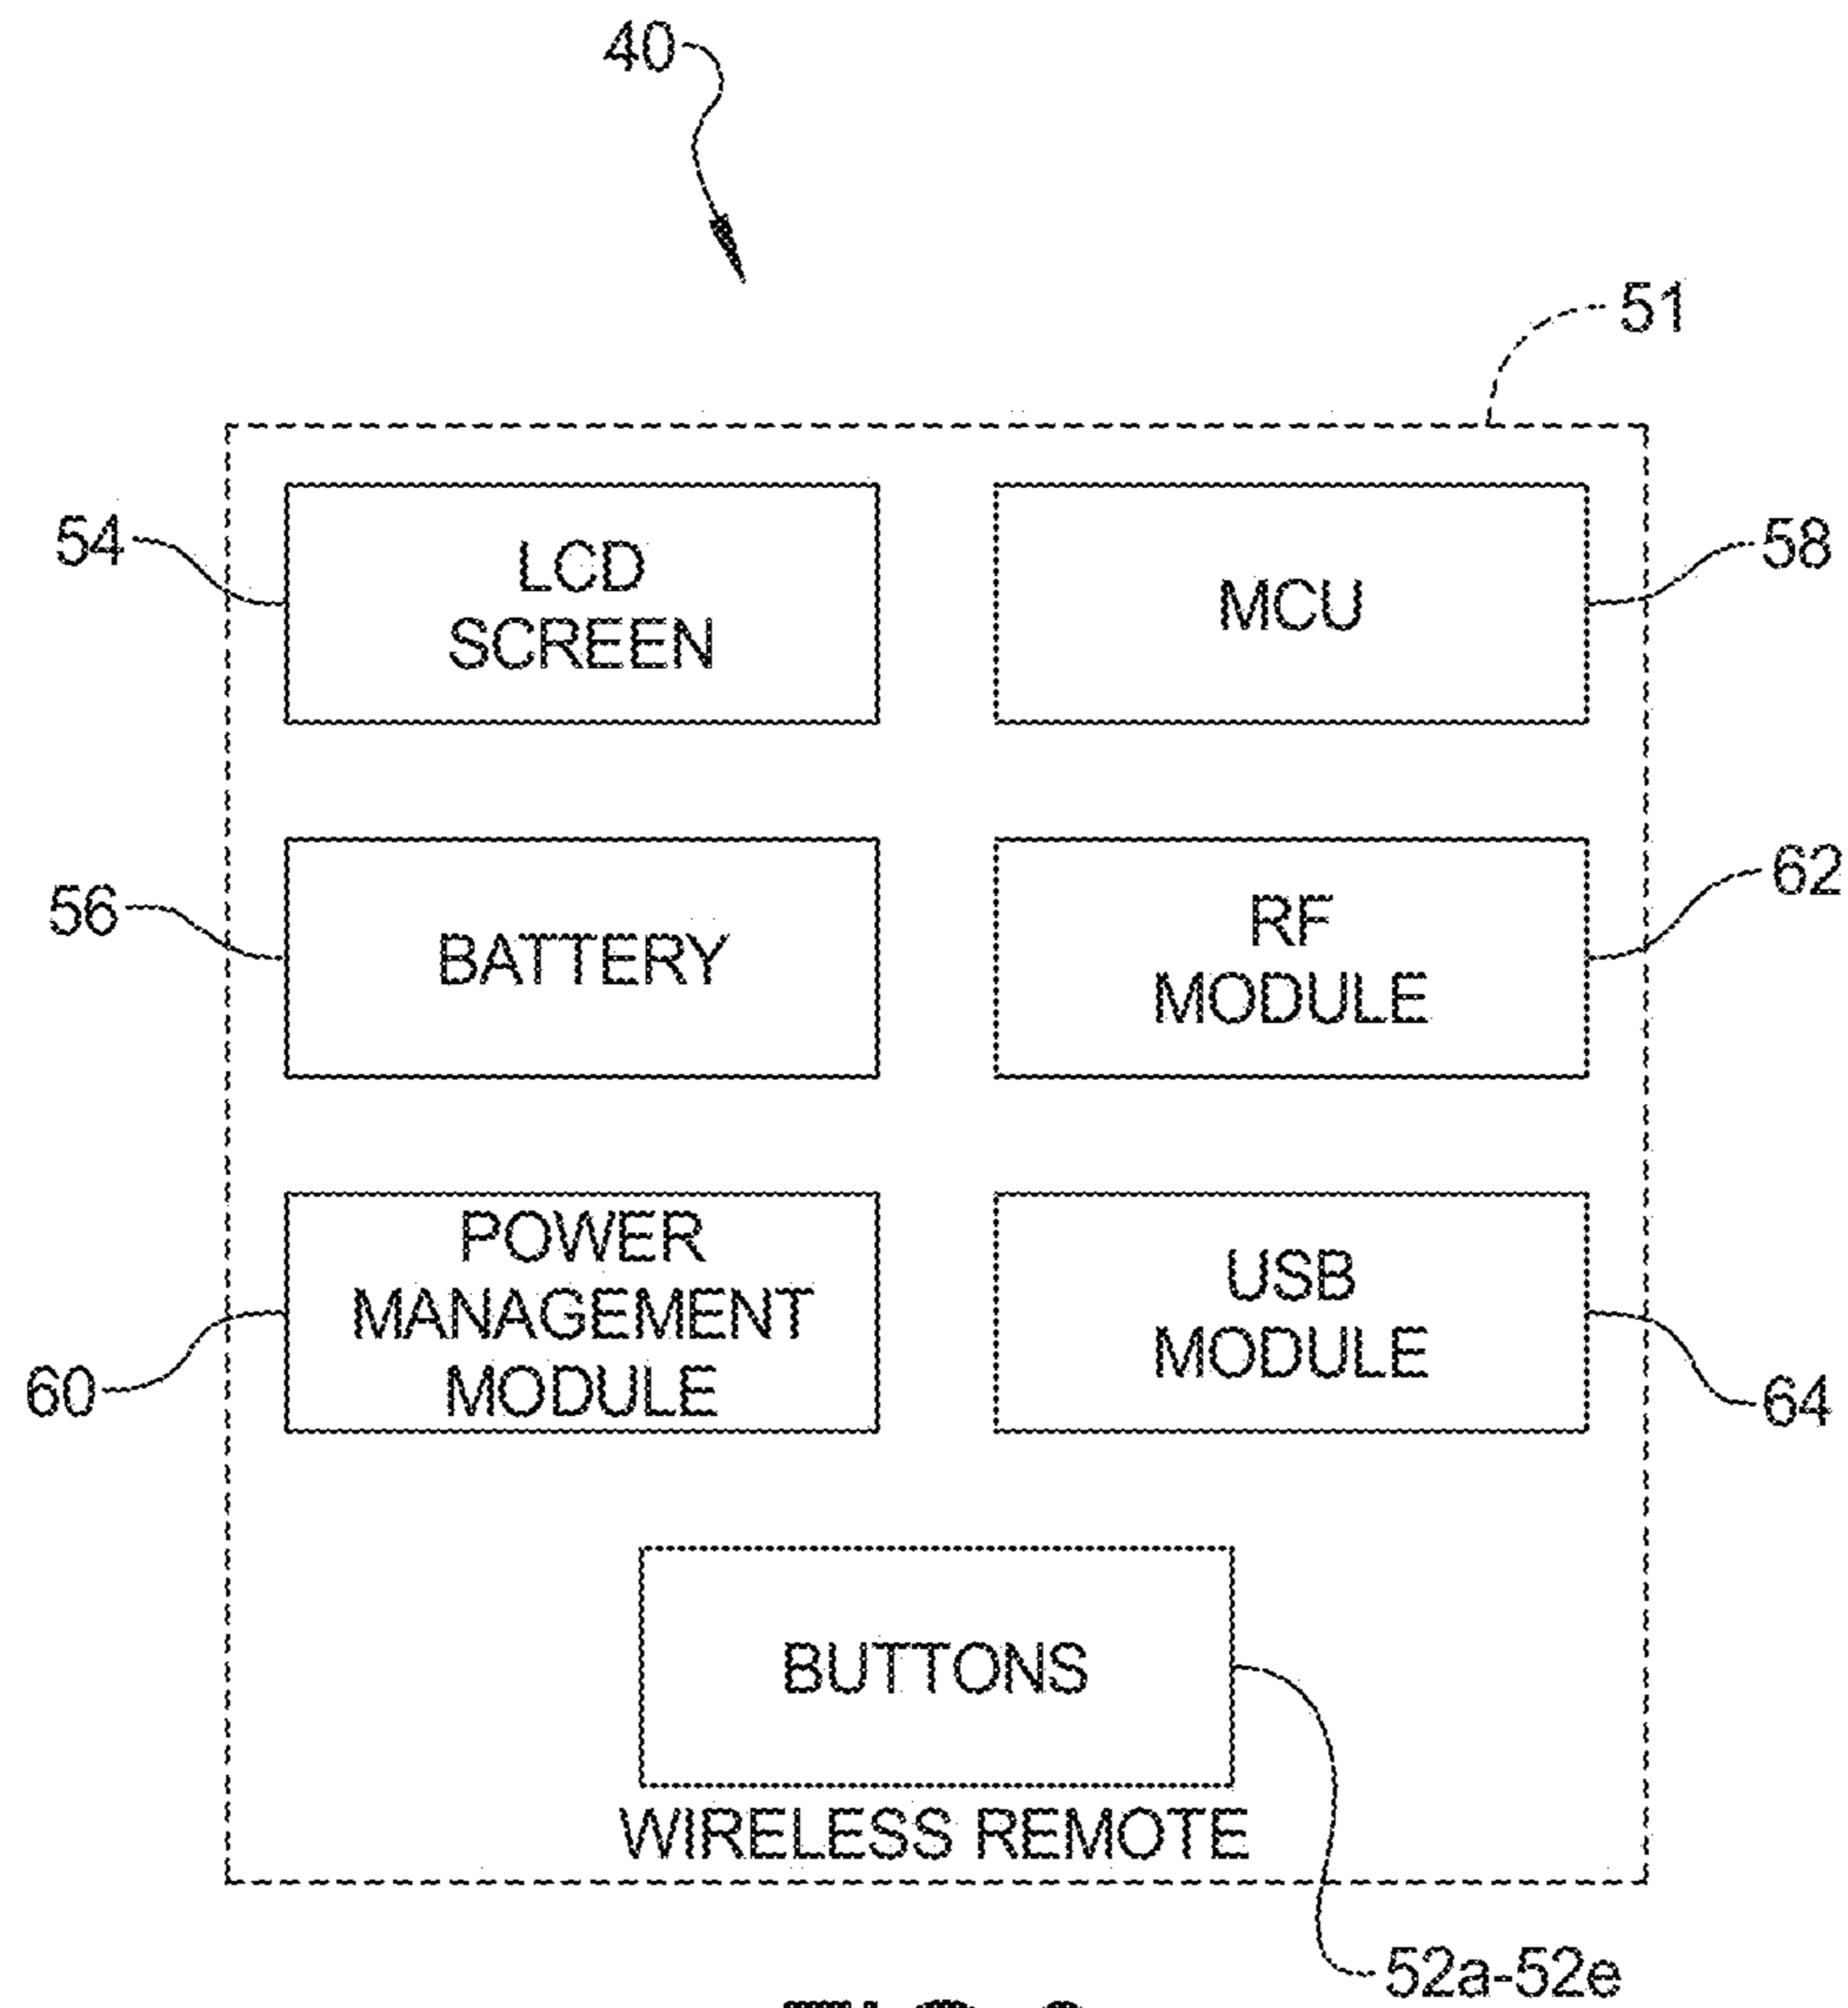 40
51
54
LCD
SCREEN
MCU
58
56
BATTERY
RF
MODULE
62
60
POWER
MANAGEMENT
MODULE
USB
MODULE
64
BUTTONS
WIRELESS REMOTE
52a-52e